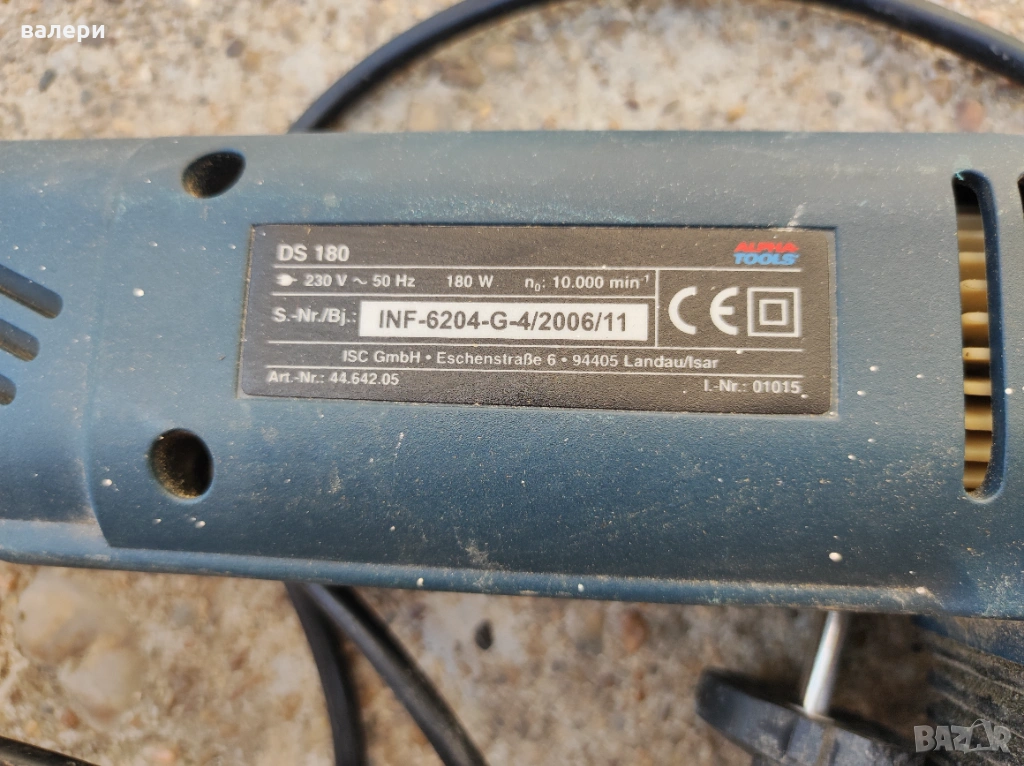 валери
DS 180
ALPHA TOOLS
230 V ~ 50 Hz 180 W n₀: 10.000 min⁻¹
S.-Nr./Bj.: INF-6204-G-4/2006/11
CE
ISC GmbH • Eschenstraße 6 • 94405 Landau/Isar
Art.-Nr.: 44.642.05 I.-Nr.: 01015
BAZAR